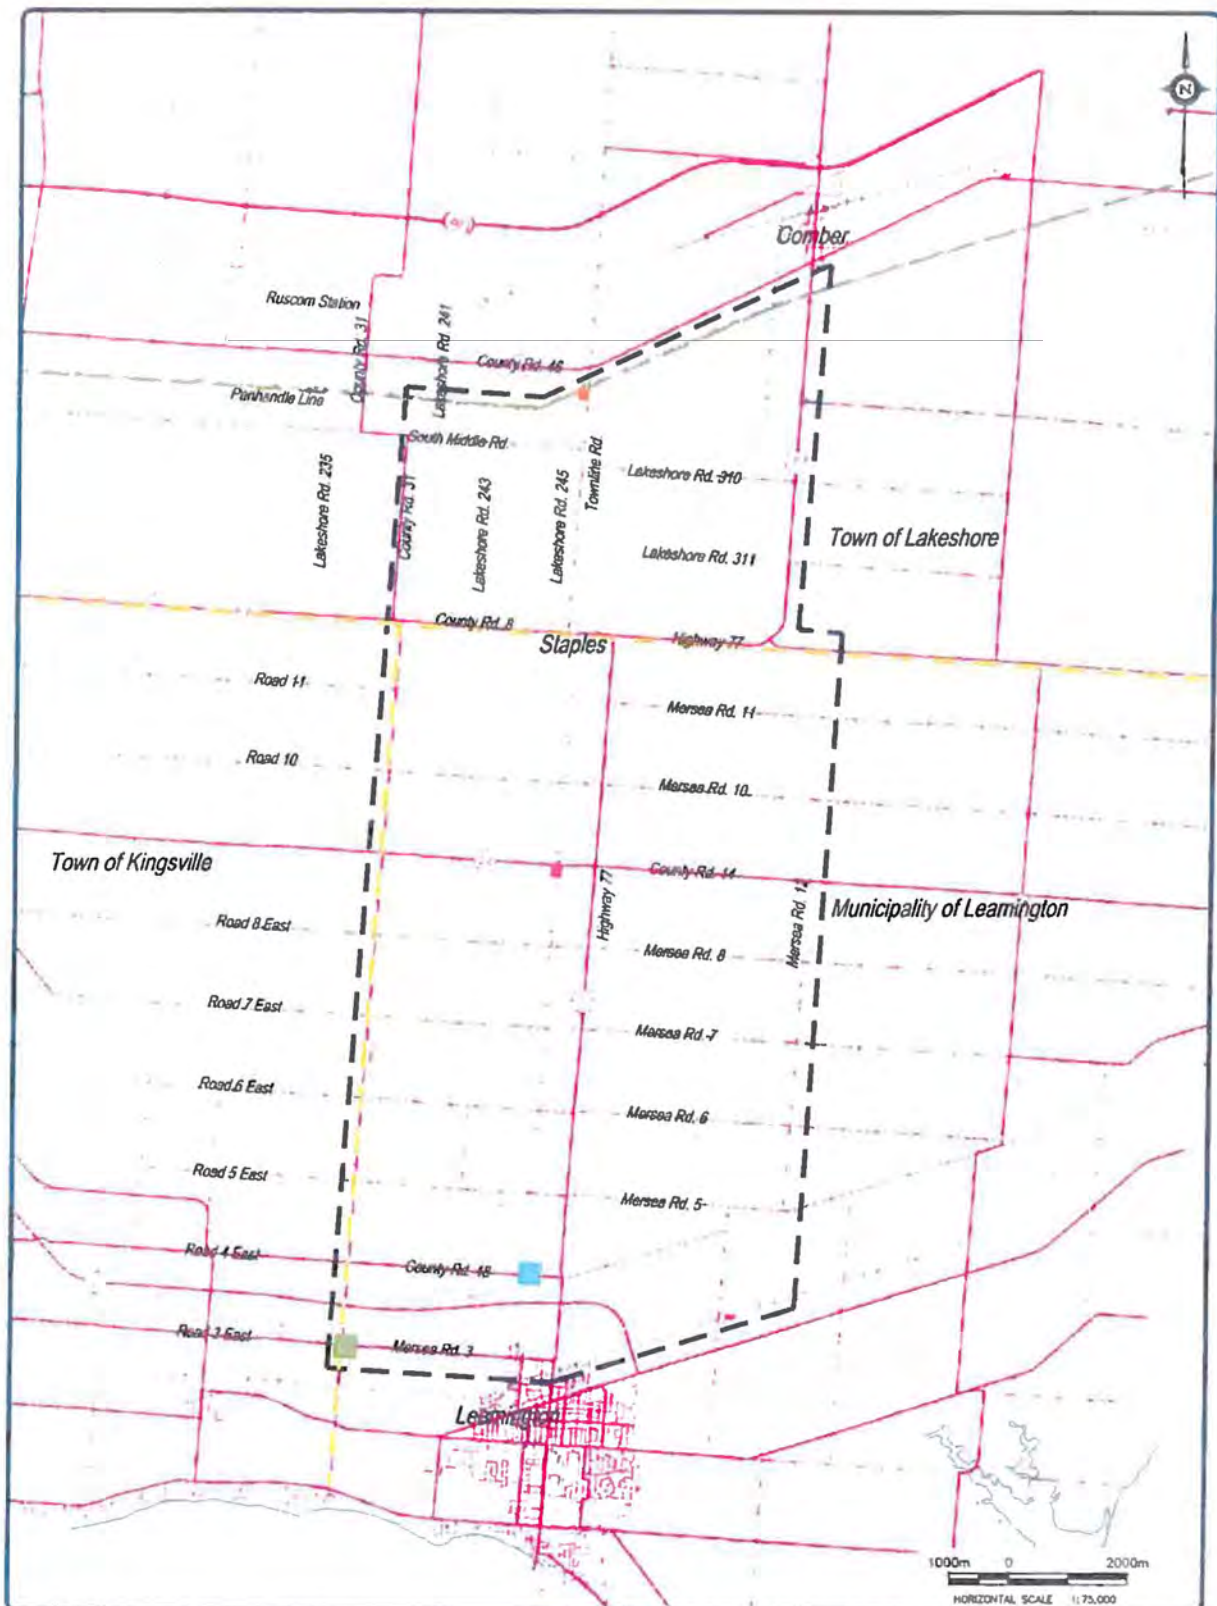 N
Comber
Ruscom Station
County Rd. 31
Lakeshore Rd. 241
County Rd. 46
Panhandle Line
South Middle Rd.
Lakeshore Rd. 235
County Rd. 31
Lakeshore Rd. 243
Lakeshore Rd. 245
Townline Rd.
Lakeshore Rd. 310
Town of Lakeshore
Lakeshore Rd. 311
County Rd. 8
Staples
Highway 77
Road 11
Mersea Rd. 11
Road 10
Mersea Rd. 10
Town of Kingsville
County Rd. 14
Highway 77
Mersea Rd. 12
Municipality of Leamington
Road 8 East
Mersea Rd. 8
Road 7 East
Mersea Rd. 7
Road 6 East
Mersea Rd. 6
Road 5 East
Mersea Rd. 5
Road 4 East
County Rd. 18
Road 3 East
Mersea Rd. 3
Leamington
1000m 0 2000m
HORIZONTAL SCALE 1:75,000